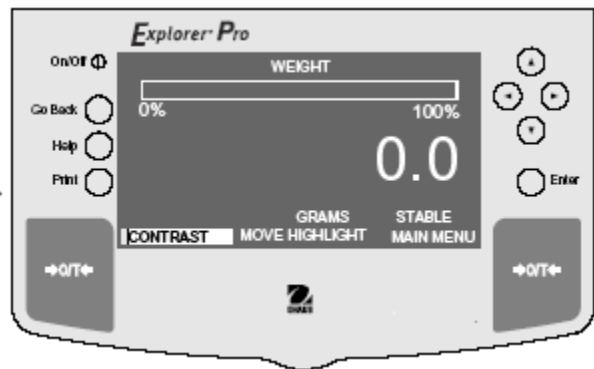 Explorer Pro
On/Off
WEIGHT
Go Back
0% 100%
Help
0.0
Print
Enter
GRAMS STABLE
CONTRAST MOVE HIGHLIGHT MAIN MENU
→0/T← →0/T←
OHAUS